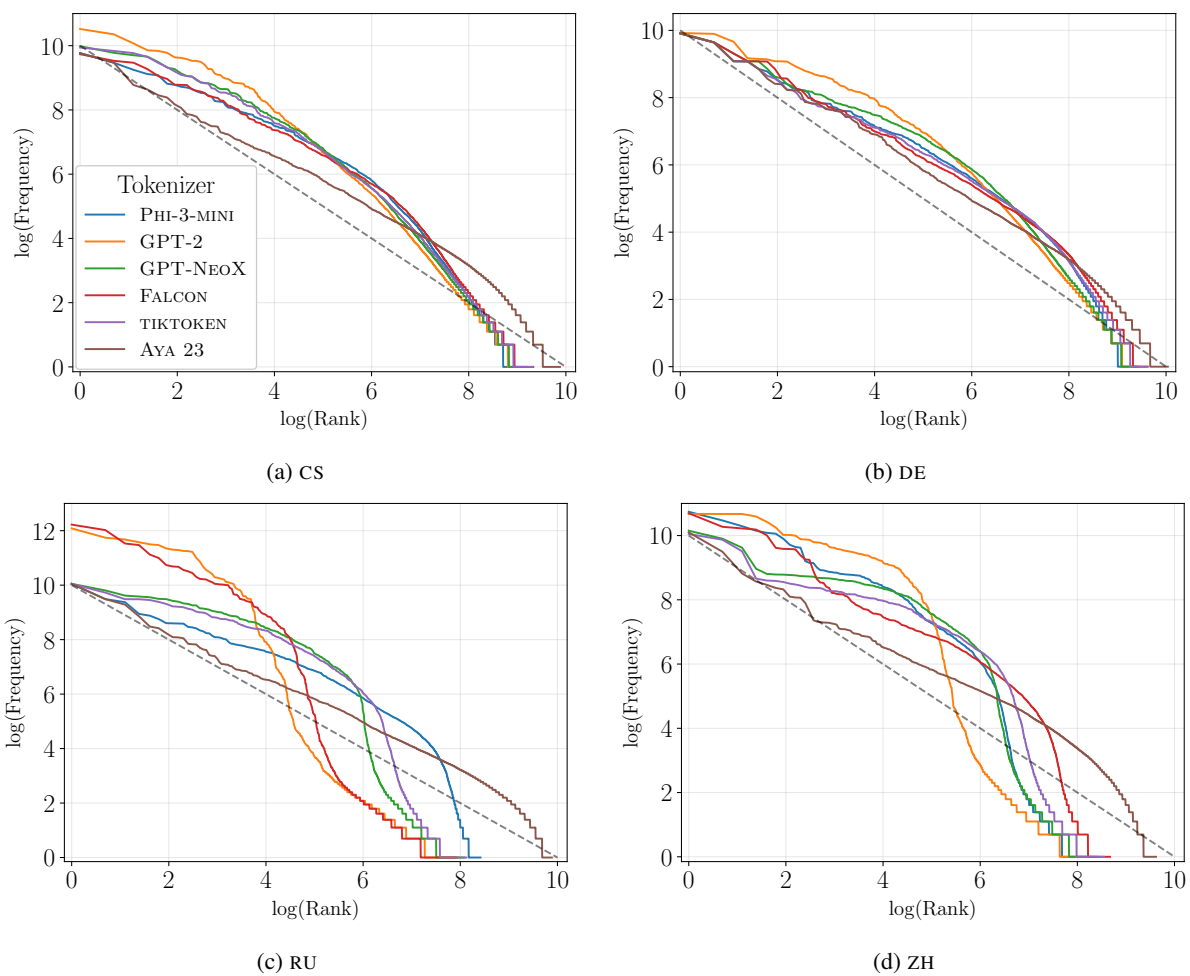 10
8
6
4
2
0
log(Frequency)
Tokenizer
PHI-3-MINI
GPT-2
GPT-NEOX
FALCON
TIKTOKEN
AYA 23
0 2 4 6 8 10
log(Rank)
(a) CS
10
8
6
4
2
0
log(Frequency)
0 2 4 6 8 10
log(Rank)
(b) DE
12
10
8
6
4
2
0
log(Frequency)
0 2 4 6 8 10
log(Rank)
(c) RU
10
8
6
4
2
0
log(Frequency)
0 2 4 6 8 10
log(Rank)
(d) ZH